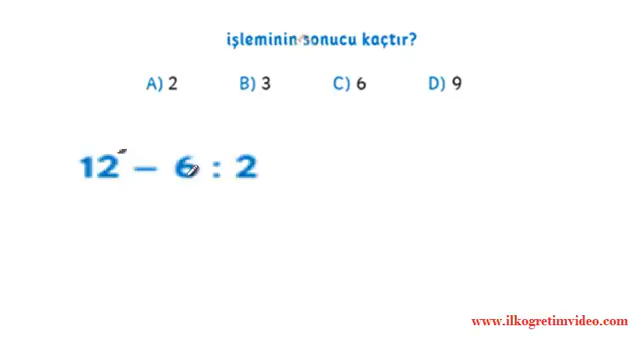 işleminin sonucu kaçtır?
A) 2 B) 3 C) 6 D) 9
12 – 6 : 2
www.ilkogretimvideo.com